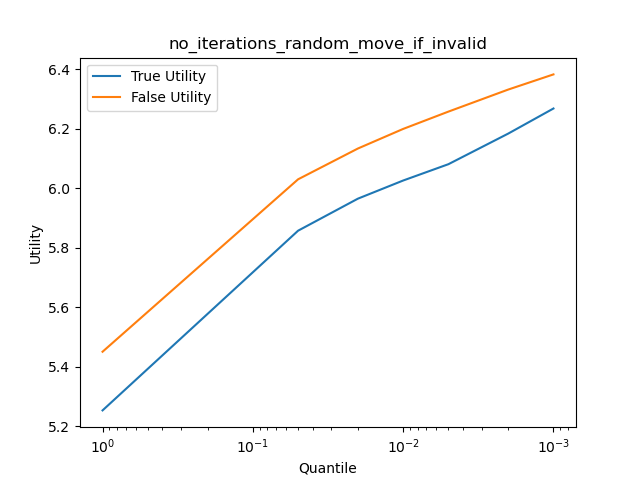 no_iterations_random_move_if_invalid
True Utility
False Utility
6.4
6.2
6.0
5.8
5.6
5.4
5.2
Utility
10⁰
10⁻¹
10⁻²
10⁻³
Quantile